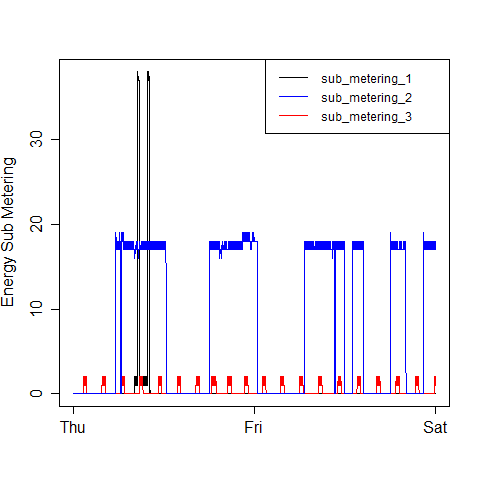 sub_metering_1
sub_metering_2
sub_metering_3
Energy Sub Metering
30
20
10
0
Thu Fri Sat